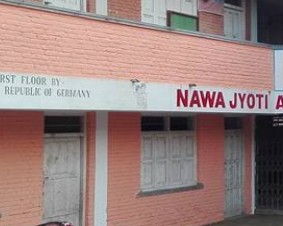 RST FLOOR BY-
REPUBLIC OF GERMANY
NAWA JYOTI A